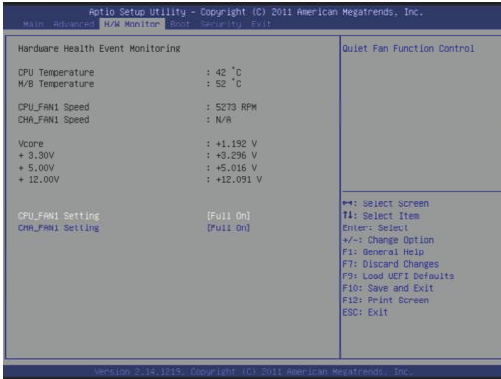 Aptio Setup Utility - Copyright (C) 2011 American Megatrends, Inc.
Main Advanced H/W Monitor Boot Security Exit
Hardware Health Event Monitoring
Quiet Fan Function Control
CPU Temperature : 42 °C
M/B Temperature : 52 °C
CPU_FAN1 Speed : 5273 RPM
CHA_FAN1 Speed : N/A
Vcore : +1.192 V
+ 3.30V : +3.296 V
+ 5.00V : +5.016 V
+ 12.00V : +12.091 V
CPU_FAN1 Setting [Full On]
CHA_FAN1 Setting [Full On]
↔: Select Screen
↑↓: Select Item
Enter: Select
+/-: Change Option
F1: General Help
F7: Discard Changes
F9: Load UEFI Defaults
F10: Save and Exit
F12: Print Screen
ESC: Exit
Version 2.14.1219. Copyright (C) 2011 American Megatrends, Inc.